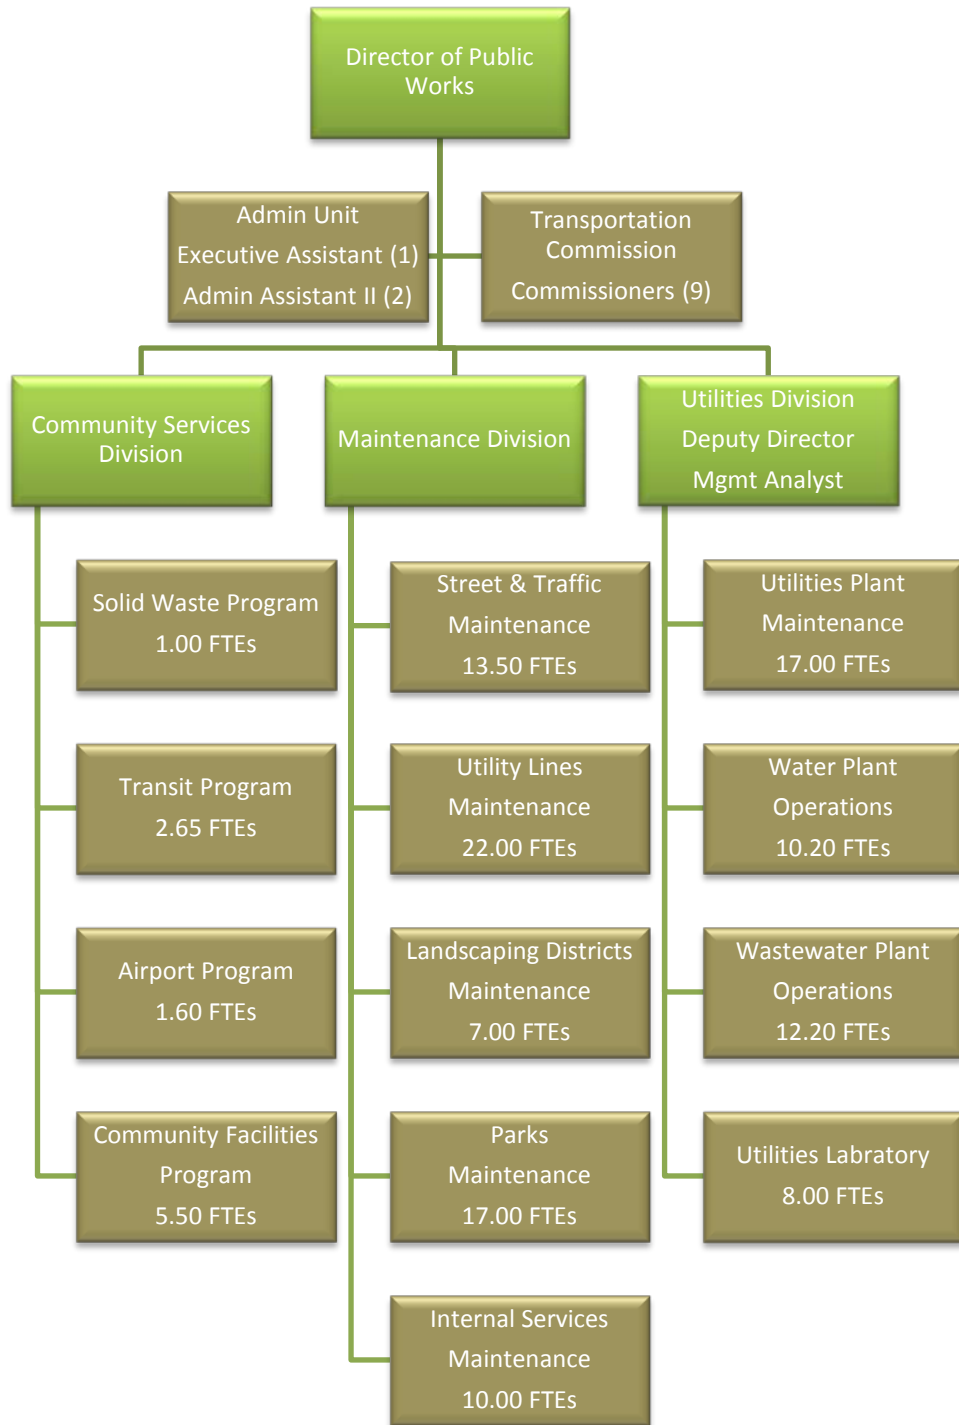 Director of Public
Works
Admin Unit
Executive Assistant (1)
Admin Assistant II (2)
Transportation
Commission
Commissioners (9)
Community Services
Division
Maintenance Division
Utilities Division
Deputy Director
Mgmt Analyst
Solid Waste Program
1.00 FTEs
Transit Program
2.65 FTEs
Airport Program
1.60 FTEs
Community Facilities
Program
5.50 FTEs
Street & Traffic
Maintenance
13.50 FTEs
Utility Lines
Maintenance
22.00 FTEs
Landscaping Districts
Maintenance
7.00 FTEs
Parks
Maintenance
17.00 FTEs
Internal Services
Maintenance
10.00 FTEs
Utilities Plant
Maintenance
17.00 FTEs
Water Plant
Operations
10.20 FTEs
Wastewater Plant
Operations
12.20 FTEs
Utilities Labratory
8.00 FTEs